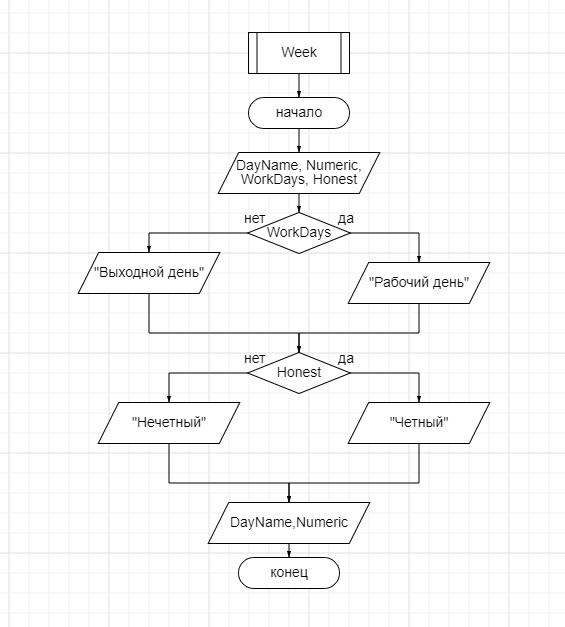 Week
начало
DayName, Numeric,
WorkDays, Honest
нет
да
WorkDays
"Выходной день"
"Рабочий день"
нет
да
Honest
"Нечетный"
"Четный"
DayName,Numeric
конец